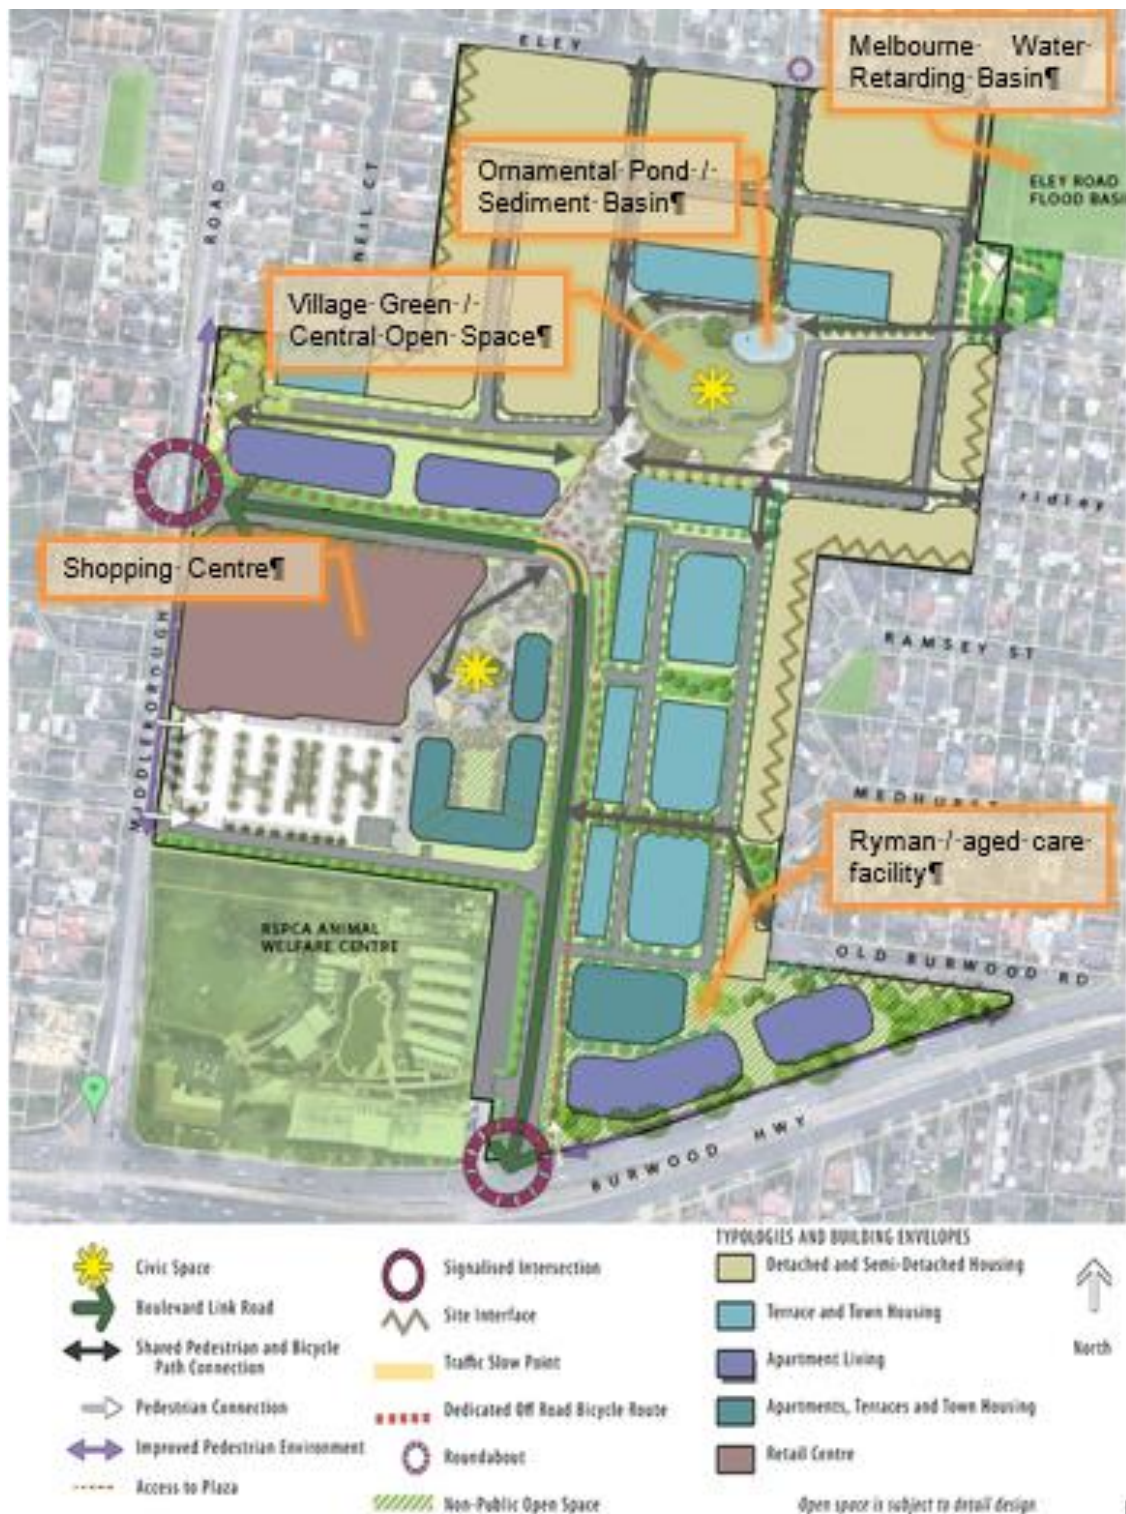 ELEY
Melbourne Water
Retarding Basin¶
Ornamental Pond /
Sediment Basin¶
ELEY ROAD
FLOOD BASI
ROAD
Village Green /
Central Open Space¶
ridley
Shopping Centre¶
MIDDLEBOROUGH
RAMSEY ST
MEDHURST
Ryman / aged care
facility¶
RSPCA ANIMAL
WELFARE CENTRE
OLD BURWOOD RD
BURWOOD HWY
Civic Space
Boulevard Link Road
Shared Pedestrian and Bicycle
Path Connection
Pedestrian Connection
Improved Pedestrian Environment
Access to Plaza
Signalised Intersection
Site Interface
Traffic Slow Point
Dedicated Off Road Bicycle Route
Roundabout
Non-Public Open Space
TYPOLOGIES AND BUILDING ENVELOPES
Detached and Semi-Detached Housing
Terrace and Town Housing
Apartment Living
Apartments, Terraces and Town Housing
Retail Centre
North
Open space is subject to detail design